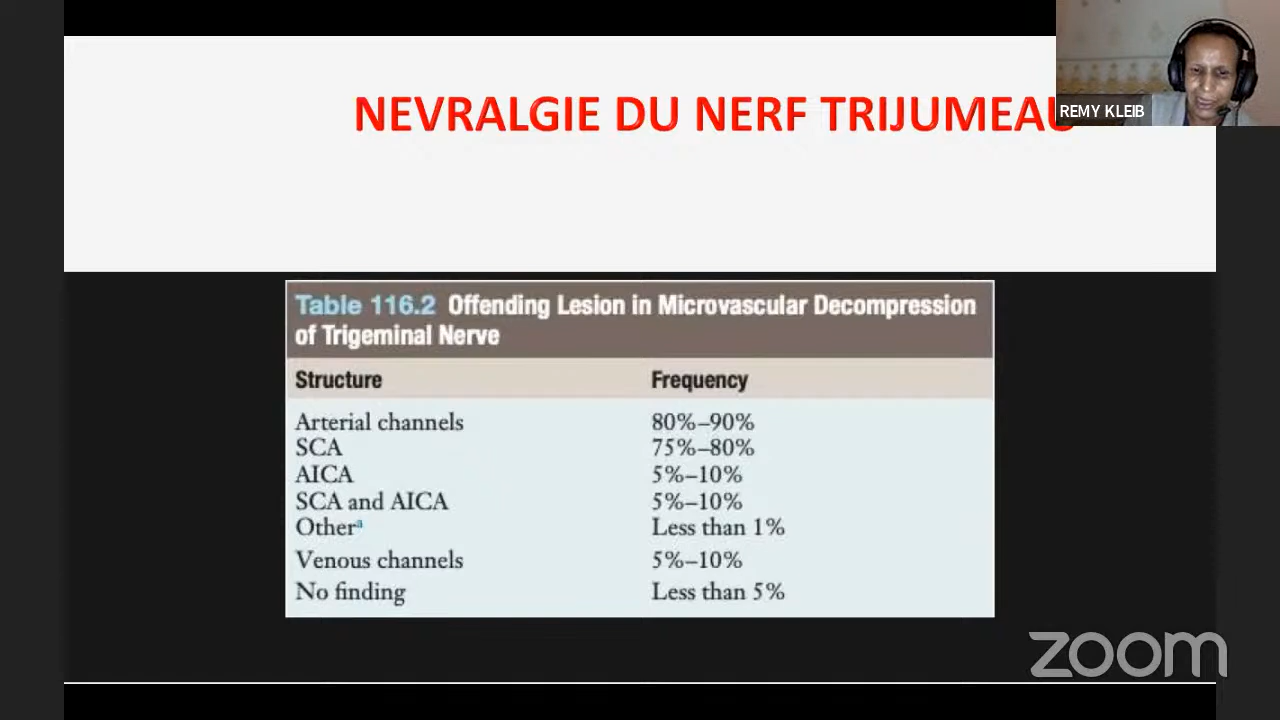 NEVRALGIE DU NERF TRIJUMEAU
REMY KLEIB
Table 116.2 Offending Lesion in Microvascular Decompression
of Trigeminal Nerve
Structure Frequency
Arterial channels 80%–90%
SCA 75%–80%
AICA 5%–10%
SCA and AICA 5%–10%
Otherª Less than 1%
Venous channels 5%–10%
No finding Less than 5%
zoom